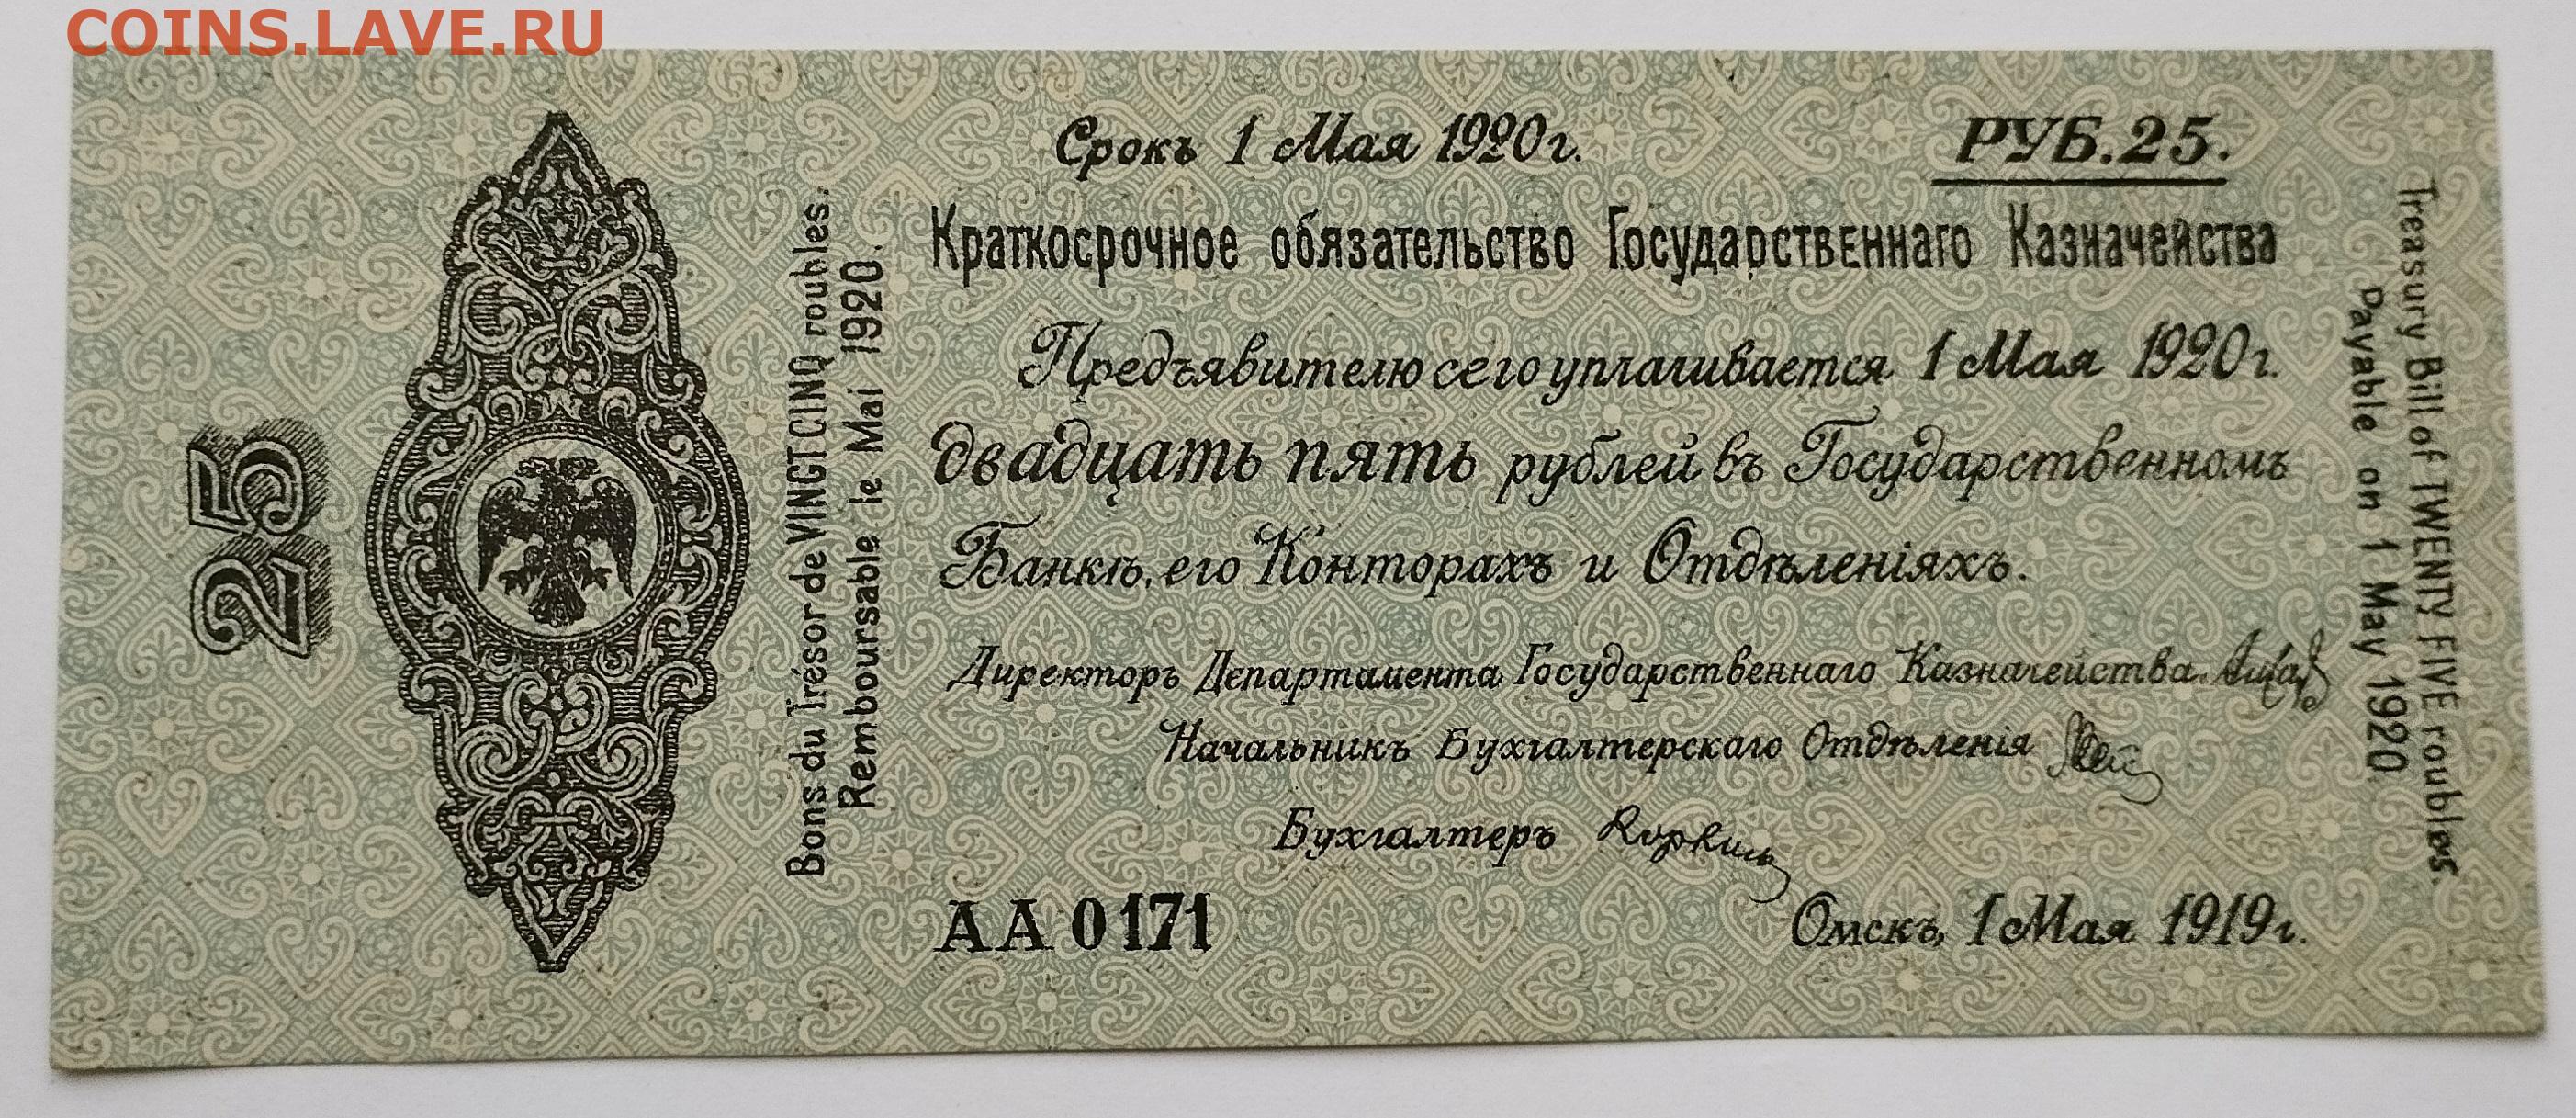 COINS.LAVE.RU
Срокъ 1 Мая 1920 г.
РУБ. 25.
Краткосрочное обязательство Государственнаго Казначейства
Предъявителю сего уплачивается 1 Мая 1920 г.
двадцать пять рублей въ Государственномъ
Банкѣ, его Конторахъ и Отдѣленіяхъ.
Директоръ Департамента Государственнаго Казначейства
Начальникъ Бухгалтерскаго Отдѣленія
Бухгалтеръ
АА 0171
Омскъ, 1 Мая 1919 г.
25
Bons du Trésor de VINGT CINQ roubles.
Remboursable le Mai 1920.
Treasury Bill of TWENTY FIVE roubles.
Payable on 1 May 1920